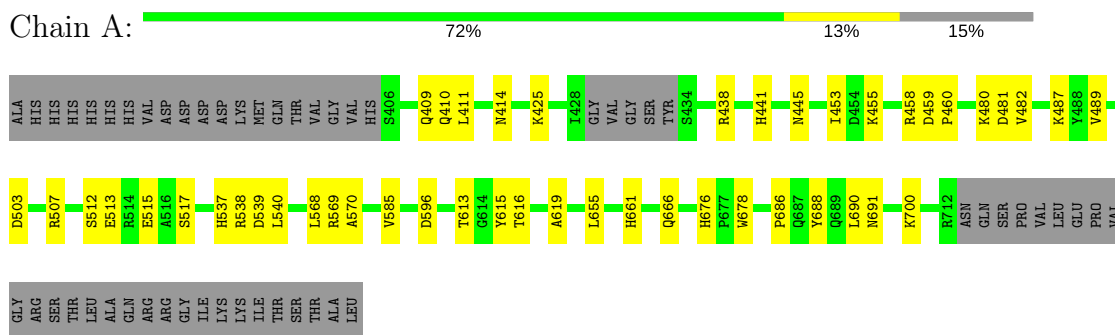 Chain A:
72% 13% 15%
ALA HIS HIS HIS HIS HIS HIS VAL ASP ASP ASP ASP LYS MET GLN THR VAL GLY VAL HIS S406 Q409 Q410 L411 N414 K425 I428 GLY VAL GLY SER TYR S434 R438 H441 N445 I453 D454 K455 R458 D459 P460 K480 D481 V482 K487 Y488 V489
D503 R507 S512 E513 R514 E515 A516 S517 H537 R538 D539 L540 L568 R569 A570 V585 D596 T613 G614 Y615 T616 A619 L655 H661 Q666 H676 P677 W678 P686 Q687 Y688 Q689 L690 N691 K700 R712 ASN GLN SER PRO VAL LEU GLU PRO VAL
GLY ARG SER THR LEU ALA GLN ARG ARG GLY ILE LYS LYS ILE THR SER THR ALA LEU